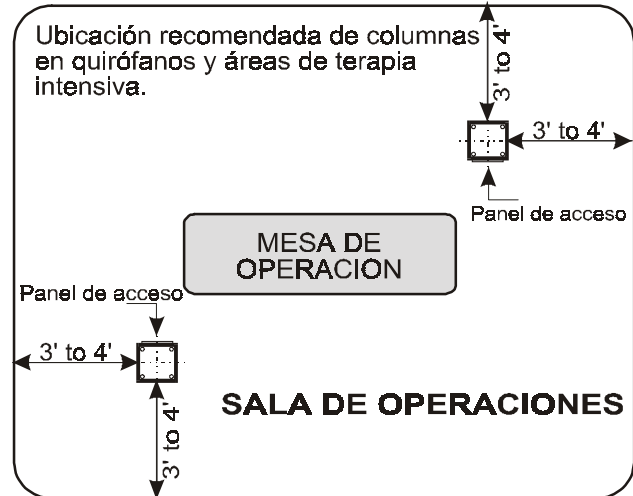 Ubicación recomendada de columnas
en quirófanos y áreas de terapia
intensiva.
3' to 4'
3' to 4'
Panel de acceso
MESA DE
OPERACION
Panel de acceso
3' to 4'
SALA DE OPERACIONES
3' to 4'